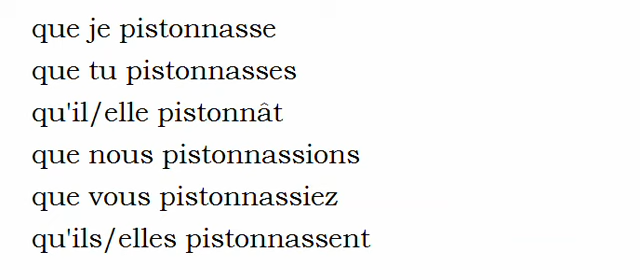 que je pistonnasse
que tu pistonnasses
qu'il/elle pistonnât
que nous pistonnassions
que vous pistonnassiez
qu'ils/elles pistonnassent